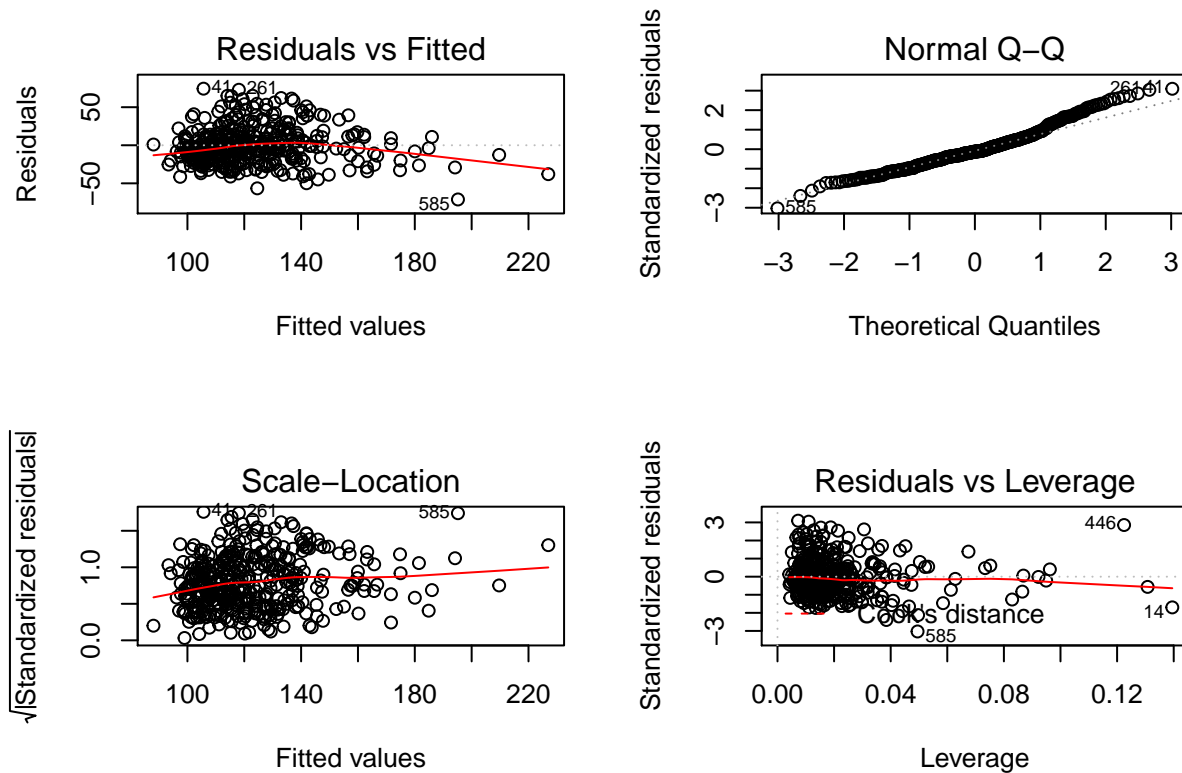 Residuals vs Fitted
Residuals
50
−50
41
261
585
100 140 180 220
Fitted values
Normal Q−Q
Standardized residuals
2
0
−3
26141
585
−3 −2 −1 0 1 2 3
Theoretical Quantiles
Scale−Location
√|Standardized residuals|
1.0
0.0
41
261
585
100 140 180 220
Fitted values
Residuals vs Leverage
Standardized residuals
3
0
−3
446
14
Cook's distance
585
0.00 0.04 0.08 0.12
Leverage